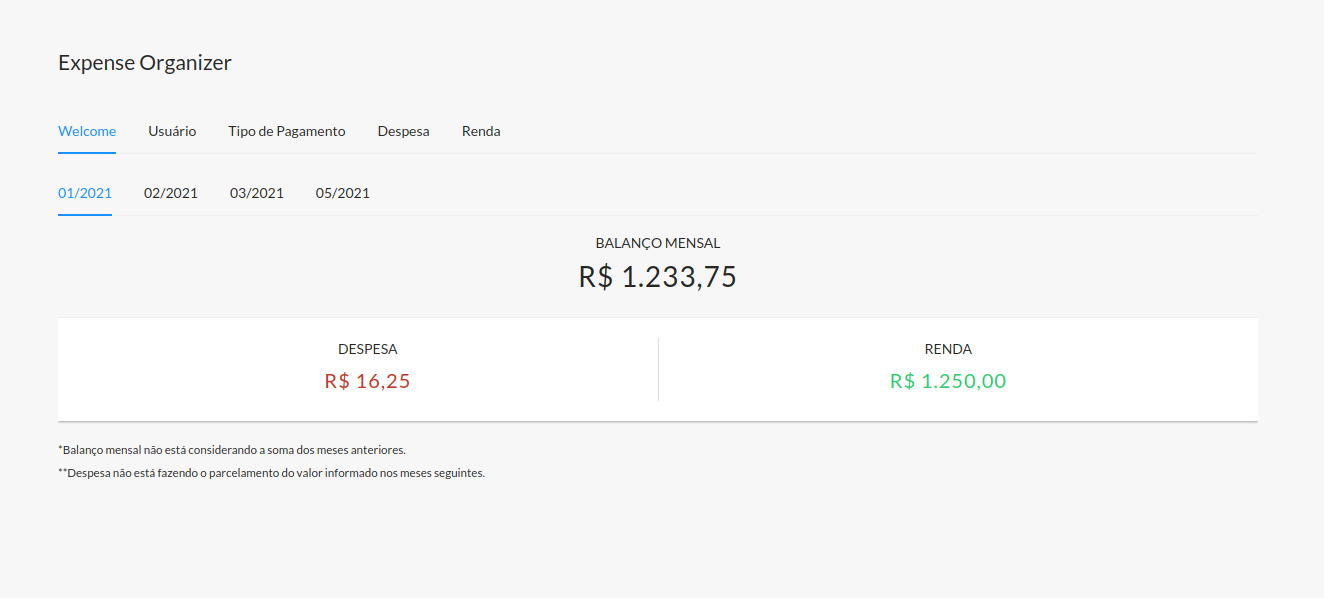 Expense Organizer
Welcome Usuário Tipo de Pagamento Despesa Renda
01/2021 02/2021 03/2021 05/2021
BALANÇO MENSAL
R$ 1.233,75
DESPESA RENDA
R$ 16,25 R$ 1.250,00
*Balanço mensal não está considerando a soma dos meses anteriores.
**Despesa não está fazendo o parcelamento do valor informado nos meses seguintes.